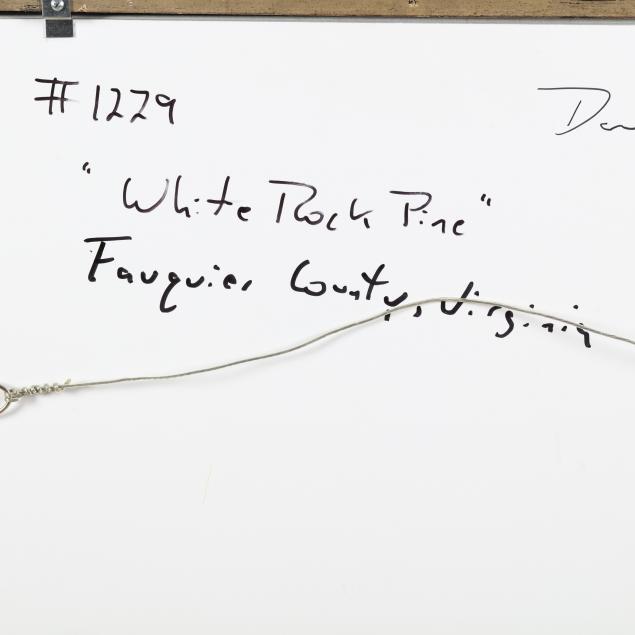 #1229
"White Rock Pine"
Fauquier County, Virginia